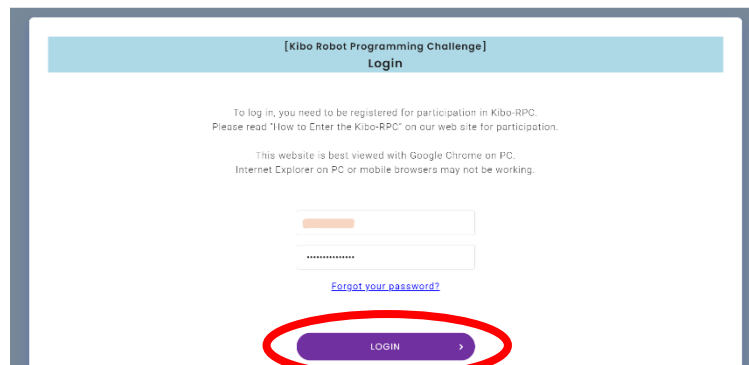 [Kibo Robot Programming Challenge]
Login
To log in, you need to be registered for participation in Kibo-RPC.
Please read "How to Enter the Kibo-RPC" on our web site for participation.
This website is best viewed with Google Chrome on PC.
Internet Explorer on PC or mobile browsers may not be working.
Forgot your password?
LOGIN